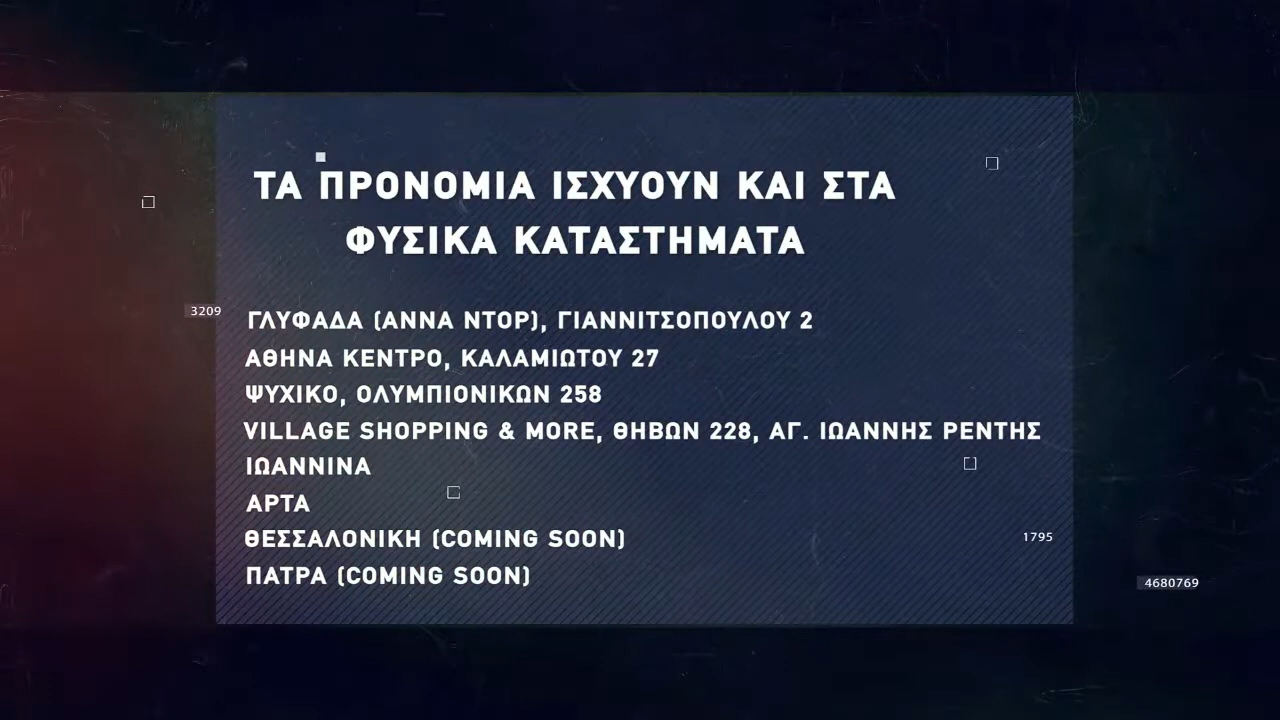 ΤΑ ΠΡΟΝΟΜΙΑ ΙΣΧΥΟΥΝ ΚΑΙ ΣΤΑ
ΦΥΣΙΚΑ ΚΑΤΑΣΤΗΜΑΤΑ
3209
ΓΛΥΦΑΔΑ (ΑΝΝΑ ΝΤΟΡ), ΓΙΑΝΝΙΤΣΟΠΟΥΛΟΥ 2
ΑΘΗΝΑ ΚΕΝΤΡΟ, ΚΑΛΑΜΙΩΤΟΥ 27
ΨΥΧΙΚΟ, ΟΛΥΜΠΙΟΝΙΚΩΝ 258
VILLAGE SHOPPING & MORE, ΘΗΒΩΝ 228, ΑΓ. ΙΩΑΝΝΗΣ ΡΕΝΤΗΣ
ΙΩΑΝΝΙΝΑ
ΑΡΤΑ
ΘΕΣΣΑΛΟΝΙΚΗ (COMING SOON)
1795
ΠΑΤΡΑ (COMING SOON)
4680769